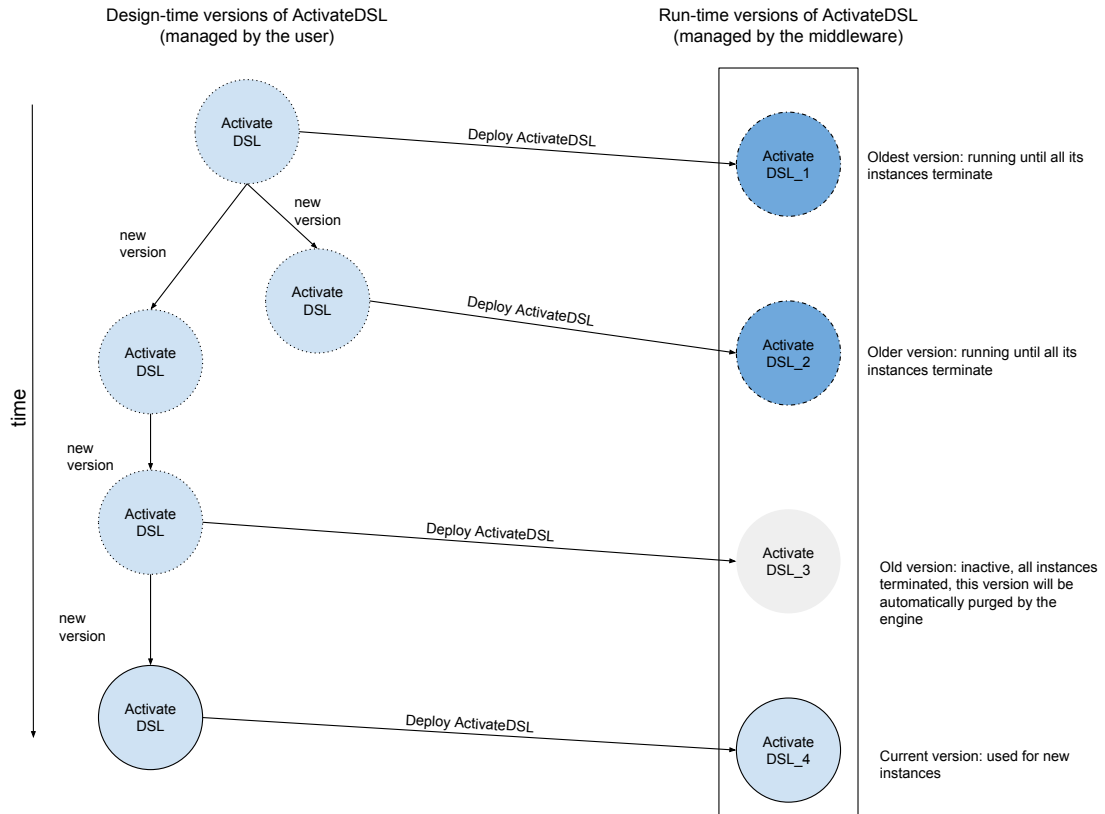 Design-time versions of ActivateDSL
(managed by the user)
Run-time versions of ActivateDSL
(managed by the middleware)
time
Activate
DSL
Deploy ActivateDSL
Activate
DSL_1
Oldest version: running until all its
instances terminate
new
version
new
version
Activate
DSL
Deploy ActivateDSL
Activate
DSL_2
Older version: running until all its
instances terminate
Activate
DSL
new
version
Activate
DSL
Deploy ActivateDSL
Activate
DSL_3
Old version: inactive, all instances
terminated, this version will be
automatically purged by the
engine
new
version
Activate
DSL
Deploy ActivateDSL
Activate
DSL_4
Current version: used for new
instances